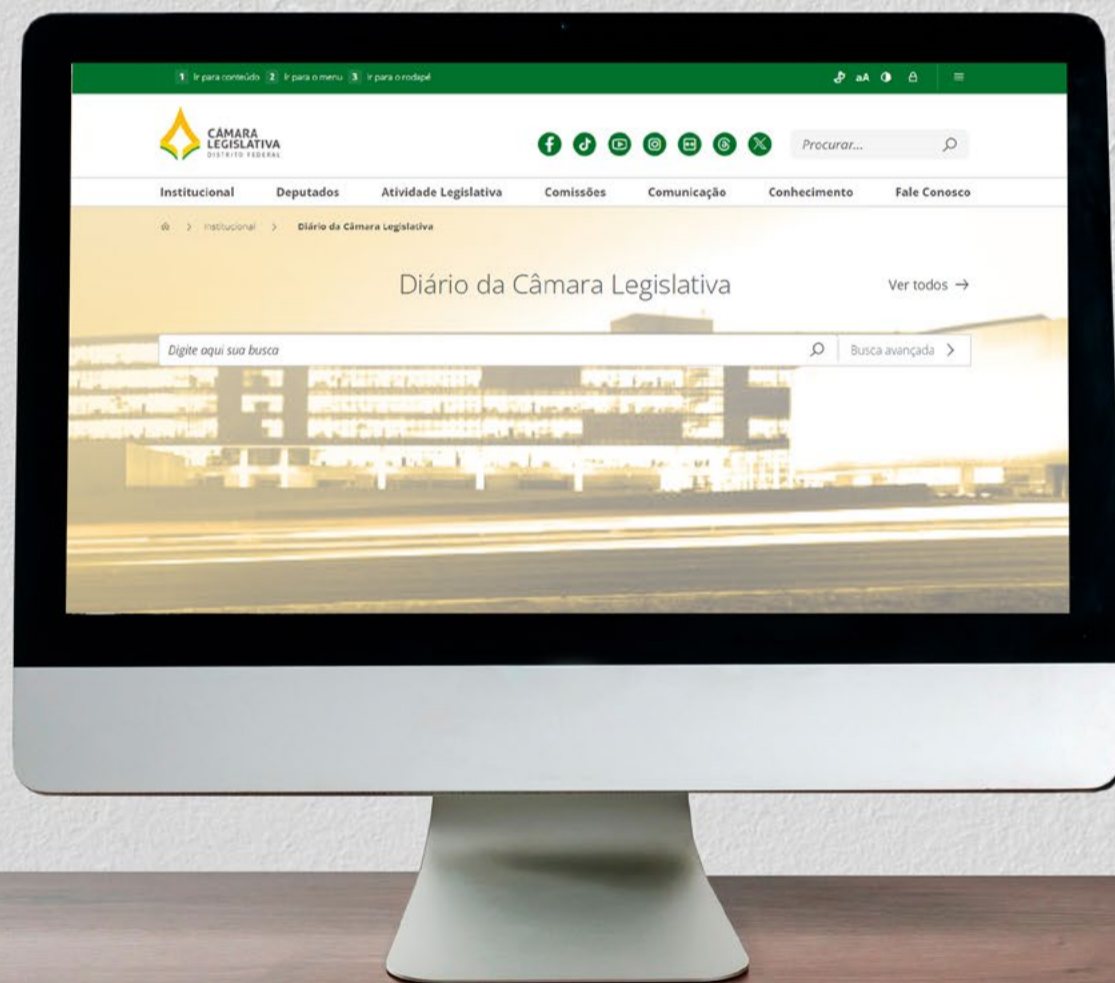 1 Ir para conteúdo 2 Ir para o menu 3 Ir para o rodapé
aA
CÂMARA
LEGISLATIVA
DISTRITO FEDERAL
Procurar...
Institucional Deputados Atividade Legislativa Comissões Comunicação Conhecimento Fale Conosco
Institucional > Diário da Câmara Legislativa
Diário da Câmara Legislativa
Ver todos →
Digite aqui sua busca
Busca avançada >